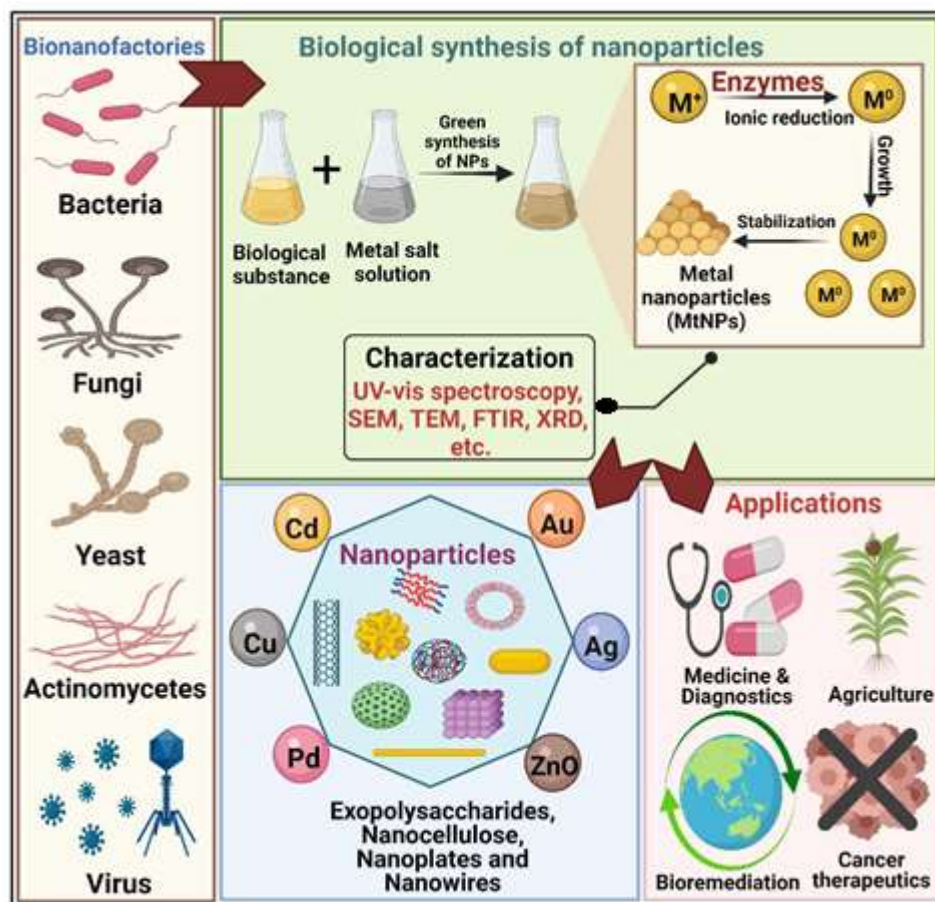 Bionanofactories
Bacteria
Fungi
Yeast
Actinomycetes
Virus
Biological synthesis of nanoparticles
Biological
substance
+
Metal salt
solution
Green
synthesis
of NPs
M⁺
Enzymes
Ionic reduction
M⁰
Growth
M⁰
M⁰
M⁰
Stabilization
Metal
nanoparticles
(MtNPs)
Characterization
UV-vis spectroscopy,
SEM, TEM, FTIR, XRD,
etc.
Cd
Au
Nanoparticles
Cu
Ag
Pd
ZnO
Exopolysaccharides,
Nanocellulose,
Nanoplates and
Nanowires
Applications
Medicine &
Diagnostics
Agriculture
Bioremediation
Cancer
therapeutics